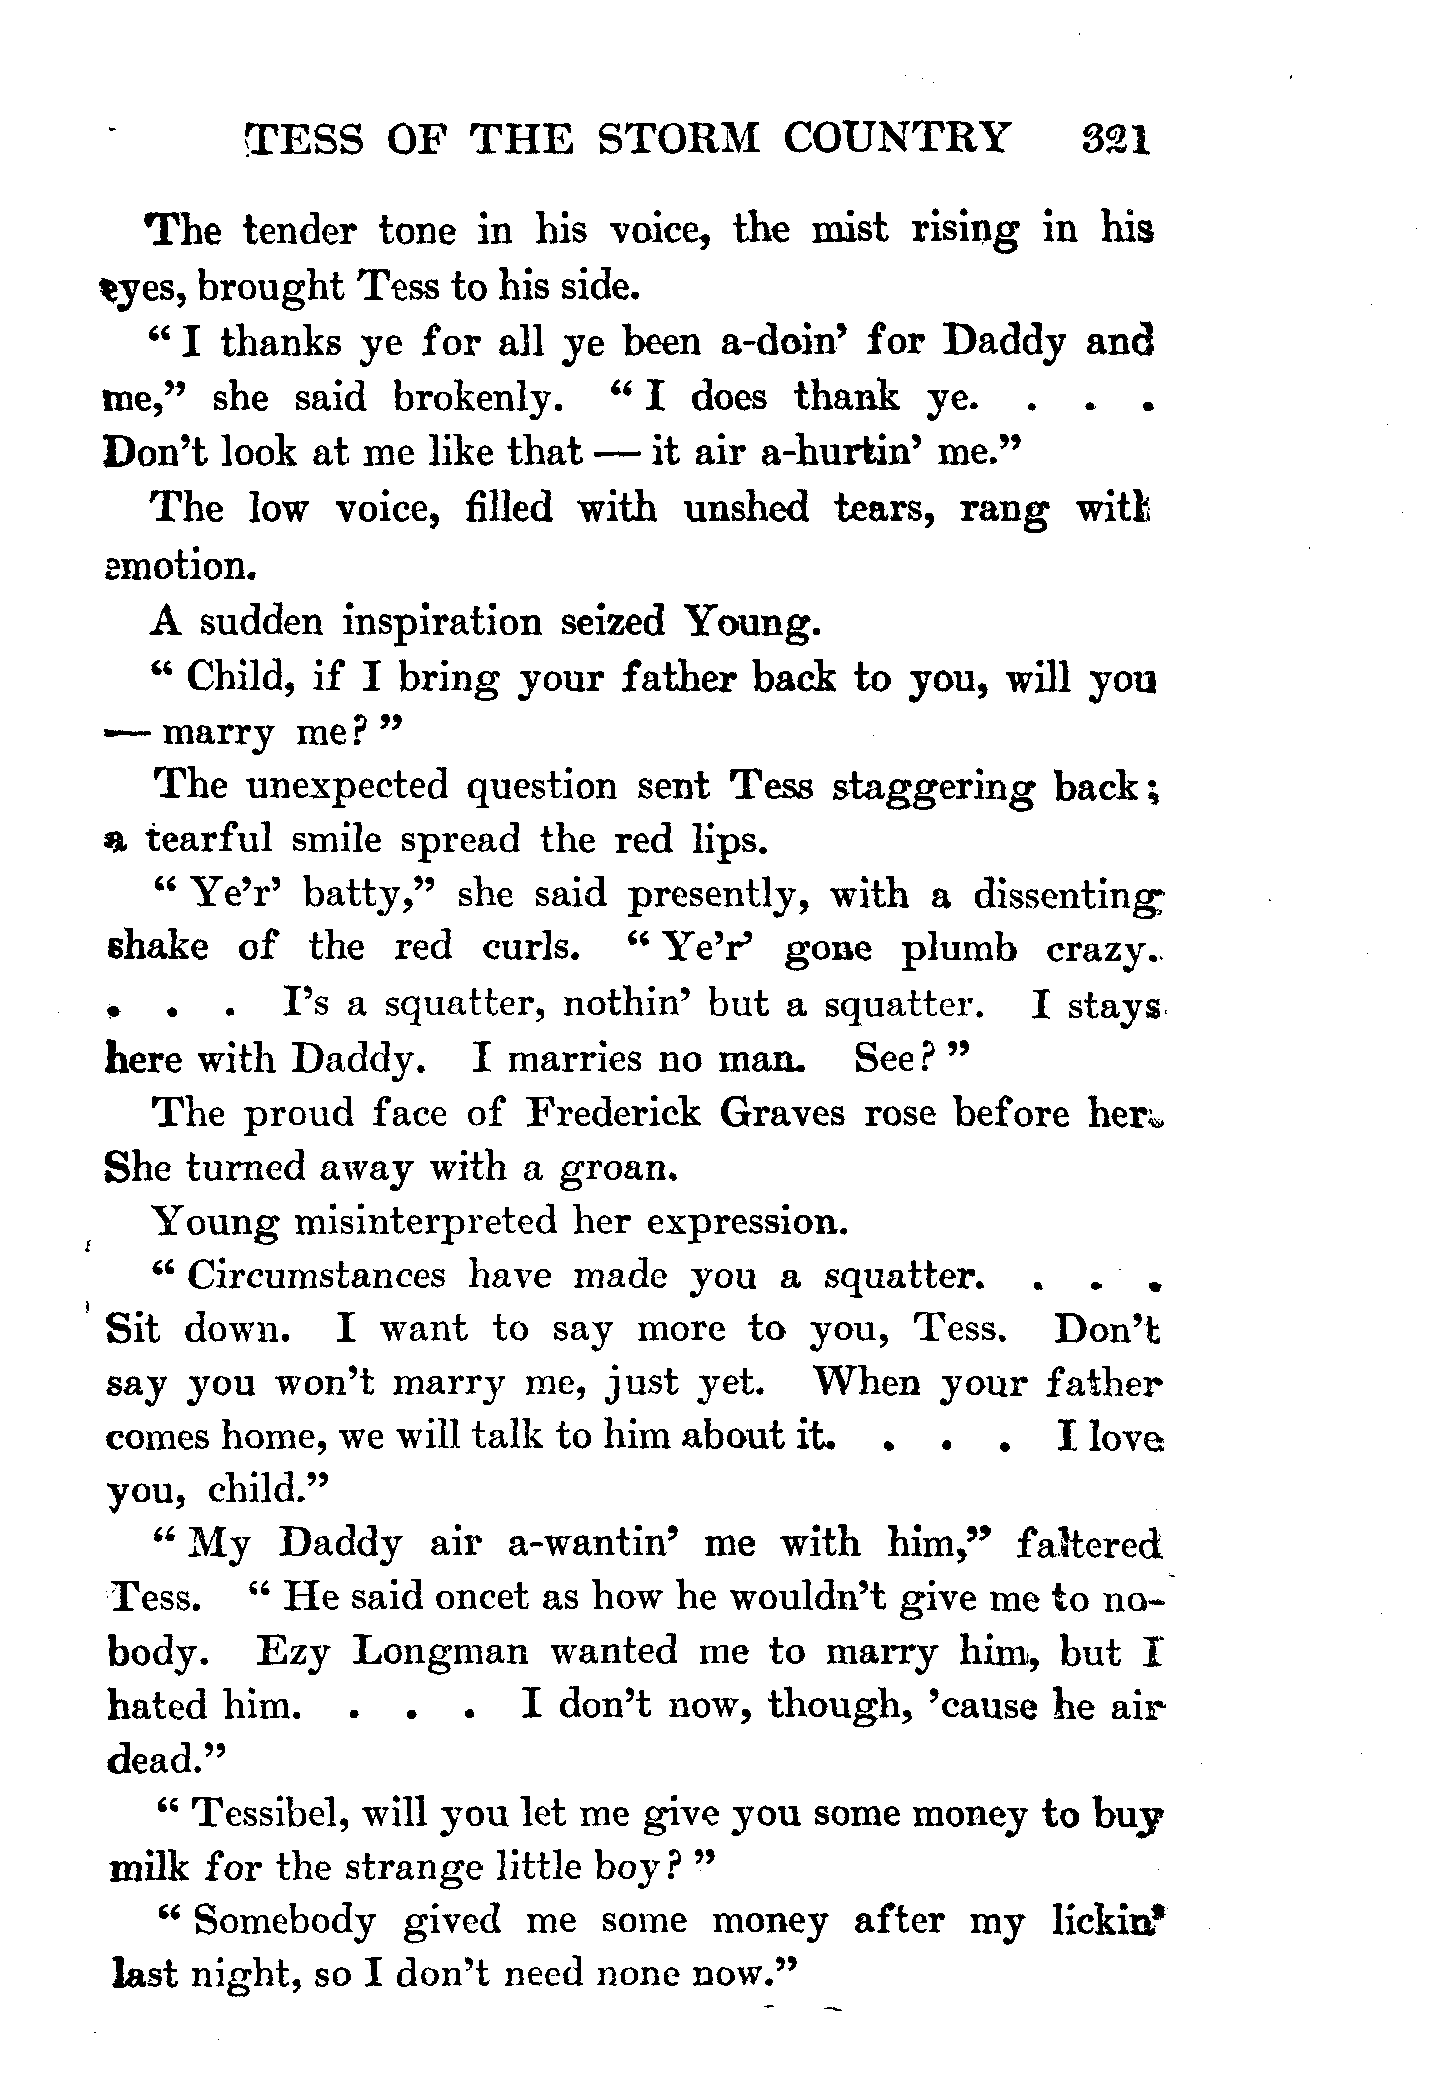 TESS OF THE STORM COUNTRY 321
The tender tone in his voice, the mist rising in his
eyes, brought Tess to his side.
“I thanks ye for all ye been a-doin’ for Daddy and
me,” she said brokenly. “I does thank ye. . . .
Don’t look at me like that — it air a-hurtin’ me.”
The low voice, filled with unshed tears, rang with
emotion.
A sudden inspiration seized Young.
“Child, if I bring your father back to you, will you
— marry me?”
The unexpected question sent Tess staggering back;
a tearful smile spread the red lips.
“Ye’r’ batty,” she said presently, with a dissenting
shake of the red curls. “Ye’r’ gone plumb crazy.
. . . I’s a squatter, nothin’ but a squatter. I stays
here with Daddy. I marries no man. See?”
The proud face of Frederick Graves rose before her.
She turned away with a groan.
Young misinterpreted her expression.
“Circumstances have made you a squatter. . . .
Sit down. I want to say more to you, Tess. Don’t
say you won’t marry me, just yet. When your father
comes home, we will talk to him about it. . . . I love
you, child.”
“My Daddy air a-wantin’ me with him,” faltered
Tess. “He said oncet as how he wouldn’t give me to no-
body. Ezy Longman wanted me to marry him, but I
hated him. . . . I don’t now, though, ’cause he air
dead.”
“Tessibel, will you let me give you some money to buy
milk for the strange little boy?”
“Somebody gived me some money after my lickin’
last night, so I don’t need none now.”